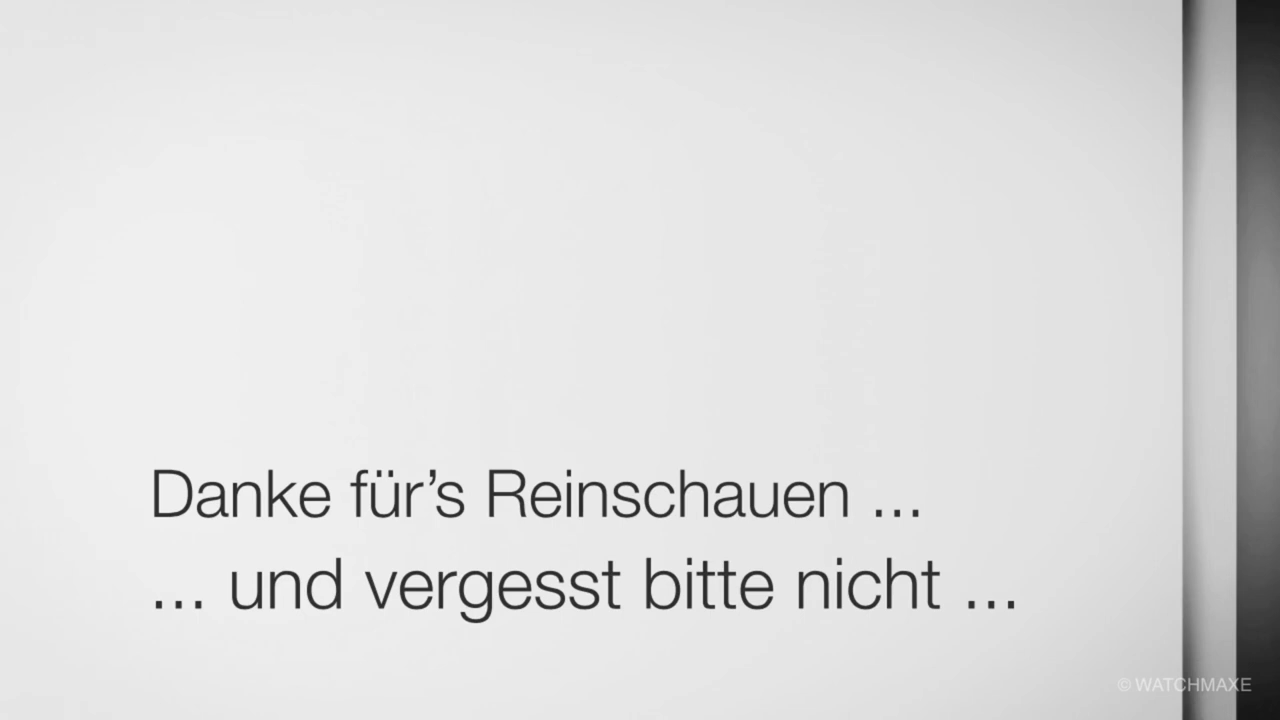 Danke für’s Reinschauen ...
... und vergesst bitte nicht ...
© WATCHMAXE